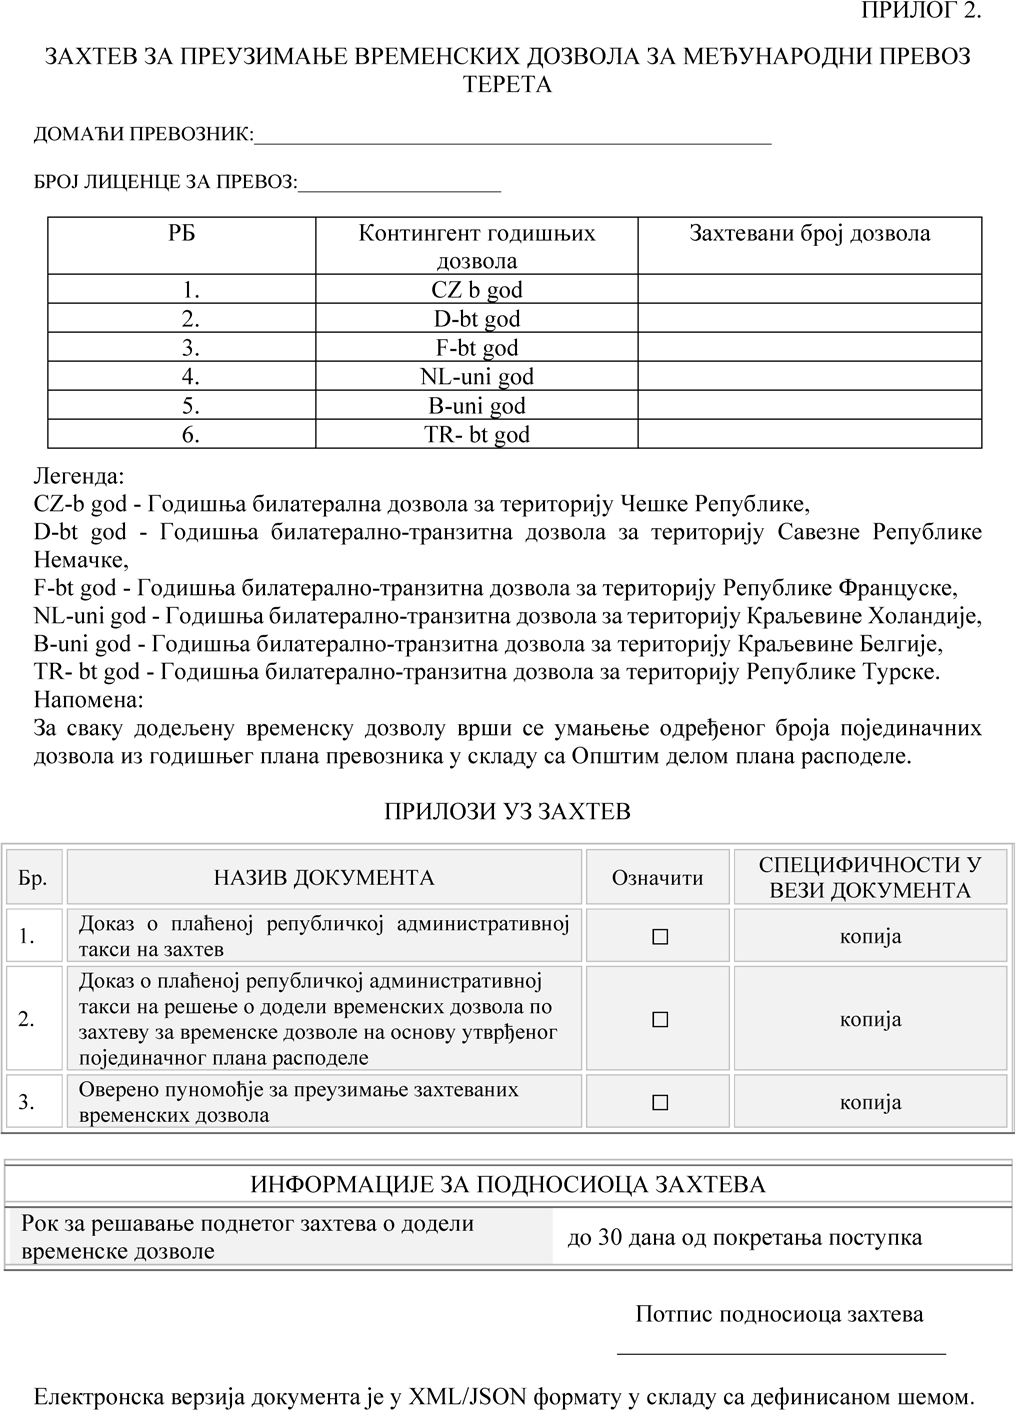 ПРИЛОГ 2.
ЗАХТЕВ ЗА ПРЕУЗИМАЊЕ ВРЕМЕНСКИХ ДОЗВОЛА ЗА МЕЂУНАРОДНИ ПРЕВОЗ
ТЕРЕТА
ДОМАЋИ ПРЕВОЗНИК:_______________________________________________
БРОЈ ЛИЦЕНЦЕ ЗА ПРЕВОЗ:___________________
РБ Контингент годишњих Захтевани број дозвола
дозвола
1. CZ b god
2. D-bt god
3. F-bt god
4. NL-uni god
5. B-uni god
6. TR- bt god
Легенда:
CZ-b god - Годишња билатерална дозвола за територију Чешке Републике,
D-bt god - Годишња билатерално-транзитна дозвола за територију Савезне Републике
Немачке,
F-bt god - Годишња билатерално-транзитна дозвола за територију Републике Француске,
NL-uni god - Годишња билатерално-транзитна дозвола за територију Краљевине Холандије,
B-uni god - Годишња билатерално-транзитна дозвола за територију Краљевине Белгије,
TR- bt god - Годишња билатерално-транзитна дозвола за територију Републике Турске.
Напомена:
За сваку додељену временску дозволу врши се умањење одређеног броја појединачних
дозвола из годишњег плана превозника у складу са Општим делом плана расподеле.
ПРИЛОЗИ УЗ ЗАХТЕВ
Бр. НАЗИВ ДОКУМЕНТА Означити СПЕЦИФИЧНОСТИ У
ВЕЗИ ДОКУМЕНТА
1. Доказ о плаћеној републичкој административној
такси на захтев
☐ копија
2. Доказ о плаћеној републичкој административној
такси на решење о додели временских дозвола по
захтеву за временске дозволе на основу утврђеног
појединачног плана расподеле
☐ копија
3. Оверено пуномоћје за преузимање захтеваних
временских дозвола
☐ копија
ИНФОРМАЦИЈЕ ЗА ПОДНОСИОЦА ЗАХТЕВА
Рок за решавање поднетог захтева о додели
временске дозволе
до 30 дана од покретања поступка
Потпис подносиоца захтева
Електронска верзија документа је у XML/JSON формату у складу са дефинисаном шемом.